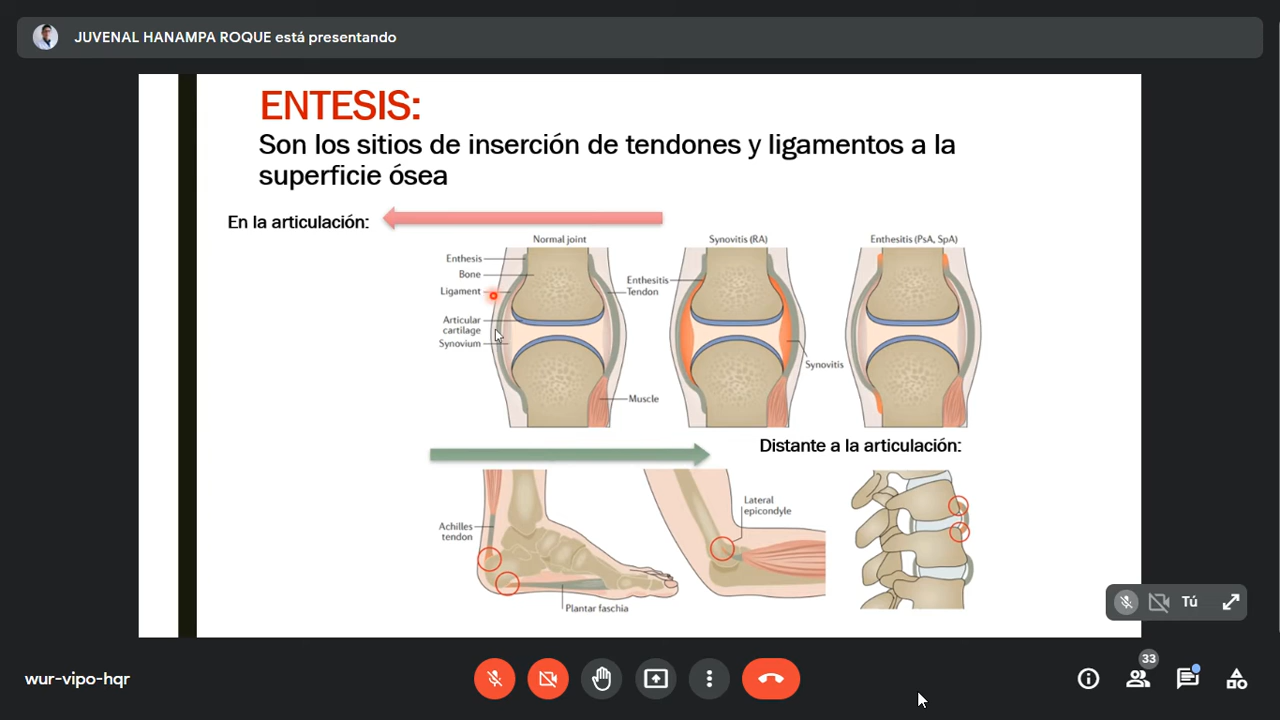 JUVENAL HANAMPA ROQUE está presentando
ENTESIS:
Son los sitios de inserción de tendones y ligamentos a la
superficie ósea
En la articulación:
Normal joint
Synovitis (RA)
Enthesitis (PsA, SpA)
Enthesis
Bone
Ligament
Articular
cartilage
Synovium
Enthesitis
Tendon
Synovitis
Muscle
Distante a la articulación:
Achilles
tendon
Lateral
epicondyle
Plantar faschia
Tú
wur-vipo-hqr
33